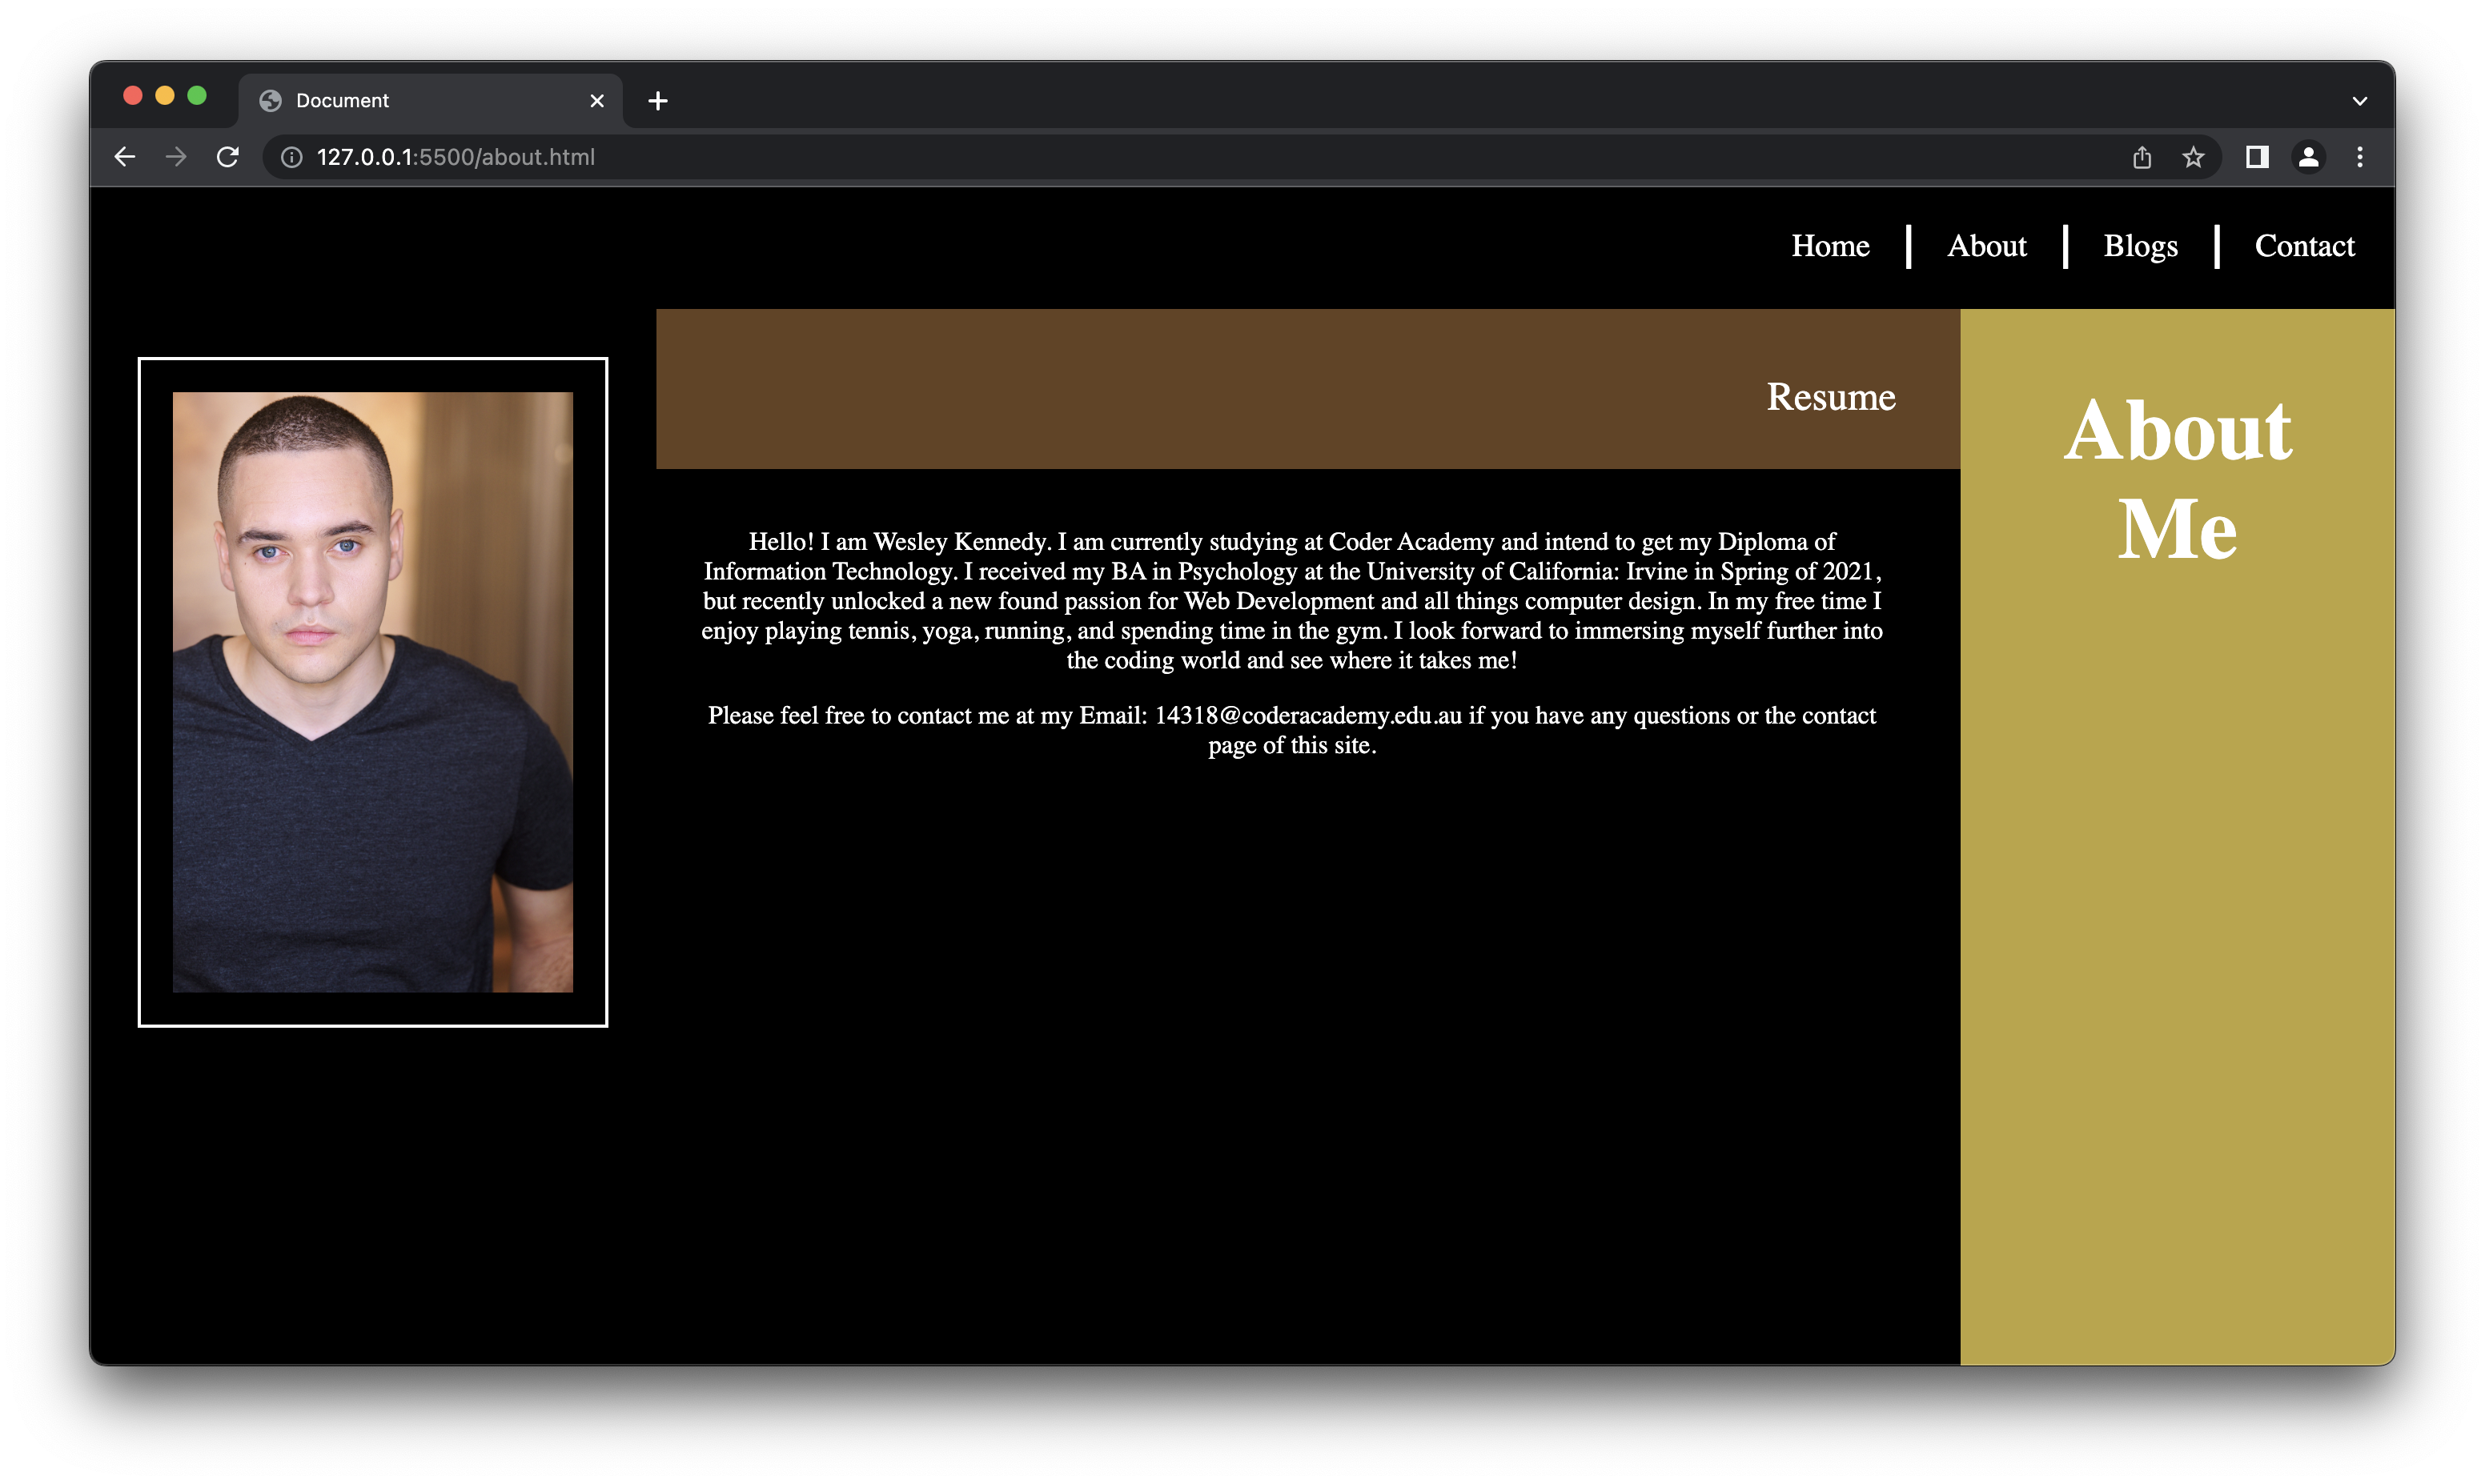 Document
127.0.0.1:5500/about.html
Home About Blogs Contact
Resume
About
Me
Hello! I am Wesley Kennedy. I am currently studying at Coder Academy and intend to get my Diploma of
Information Technology. I received my BA in Psychology at the University of California: Irvine in Spring of 2021,
but recently unlocked a new found passion for Web Development and all things computer design. In my free time I
enjoy playing tennis, yoga, running, and spending time in the gym. I look forward to immersing myself further into
the coding world and see where it takes me!
Please feel free to contact me at my Email: 14318@coderacademy.edu.au if you have any questions or the contact
page of this site.